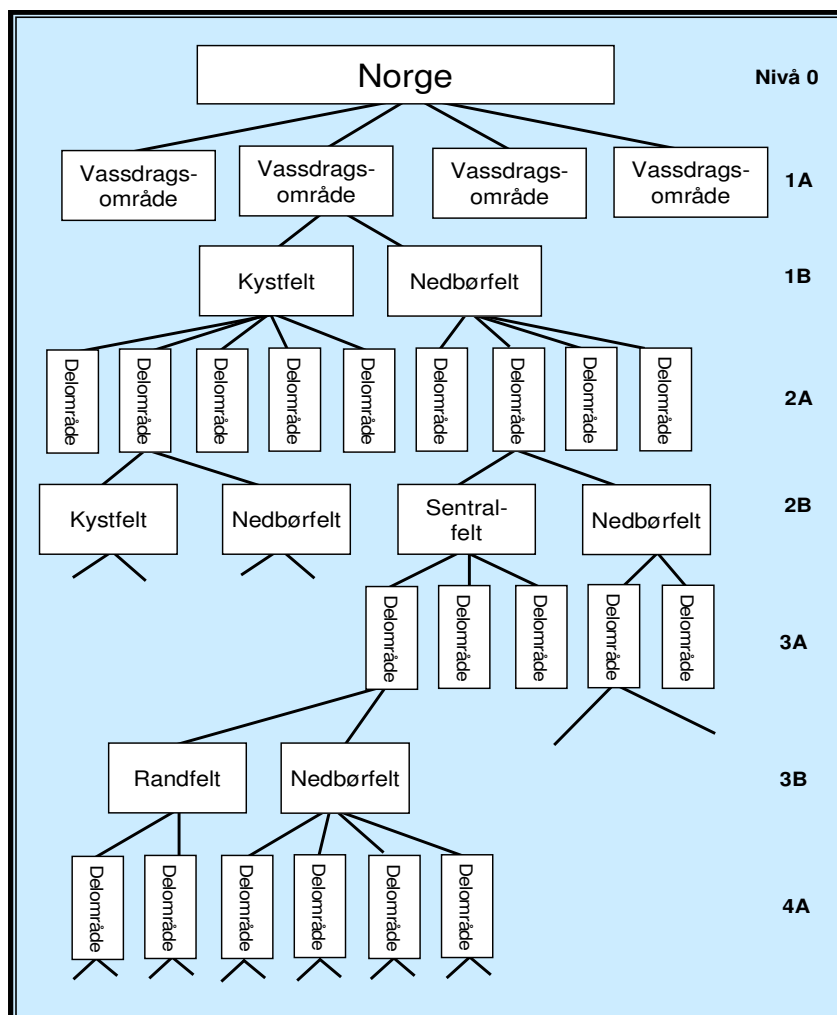 Norge
Nivå 0
Vassdrags-
område
Vassdrags-
område
Vassdrags-
område
Vassdrags-
område
1A
Kystfelt
Nedbørfelt
1B
Delområde
Delområde
Delområde
Delområde
Delområde
Delområde
Delområde
Delområde
Delområde
2A
Kystfelt
Nedbørfelt
Sentral-
felt
Nedbørfelt
2B
Delområde
Delområde
Delområde
Delområde
Delområde
3A
Randfelt
Nedbørfelt
3B
Delområde
Delområde
Delområde
Delområde
Delområde
Delområde
4A